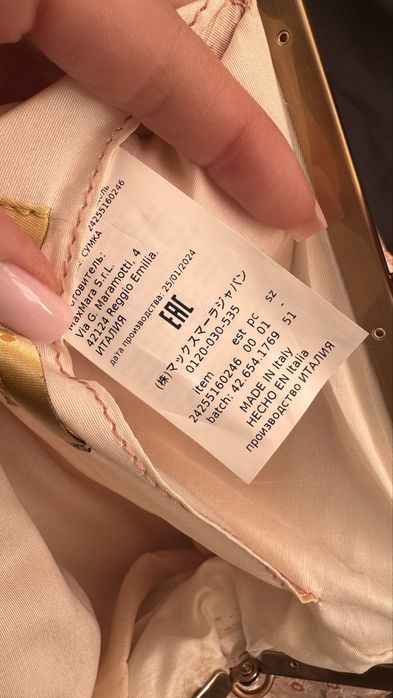 24255160246
СУМКА
MaxMara S.r.L.
Via G. Maramotti, 4
42124 Reggio Emilia.
ИТАЛИЯ
дата производства: 25/01/2024
EAC
(株)マックスマーラジャパン
0120-030-535
item est pc sz
24255160246 00 01 -
batch: 42.654.1769 51
MADE IN Italy
HECHO EN Italia
производство ИТАЛИЯ